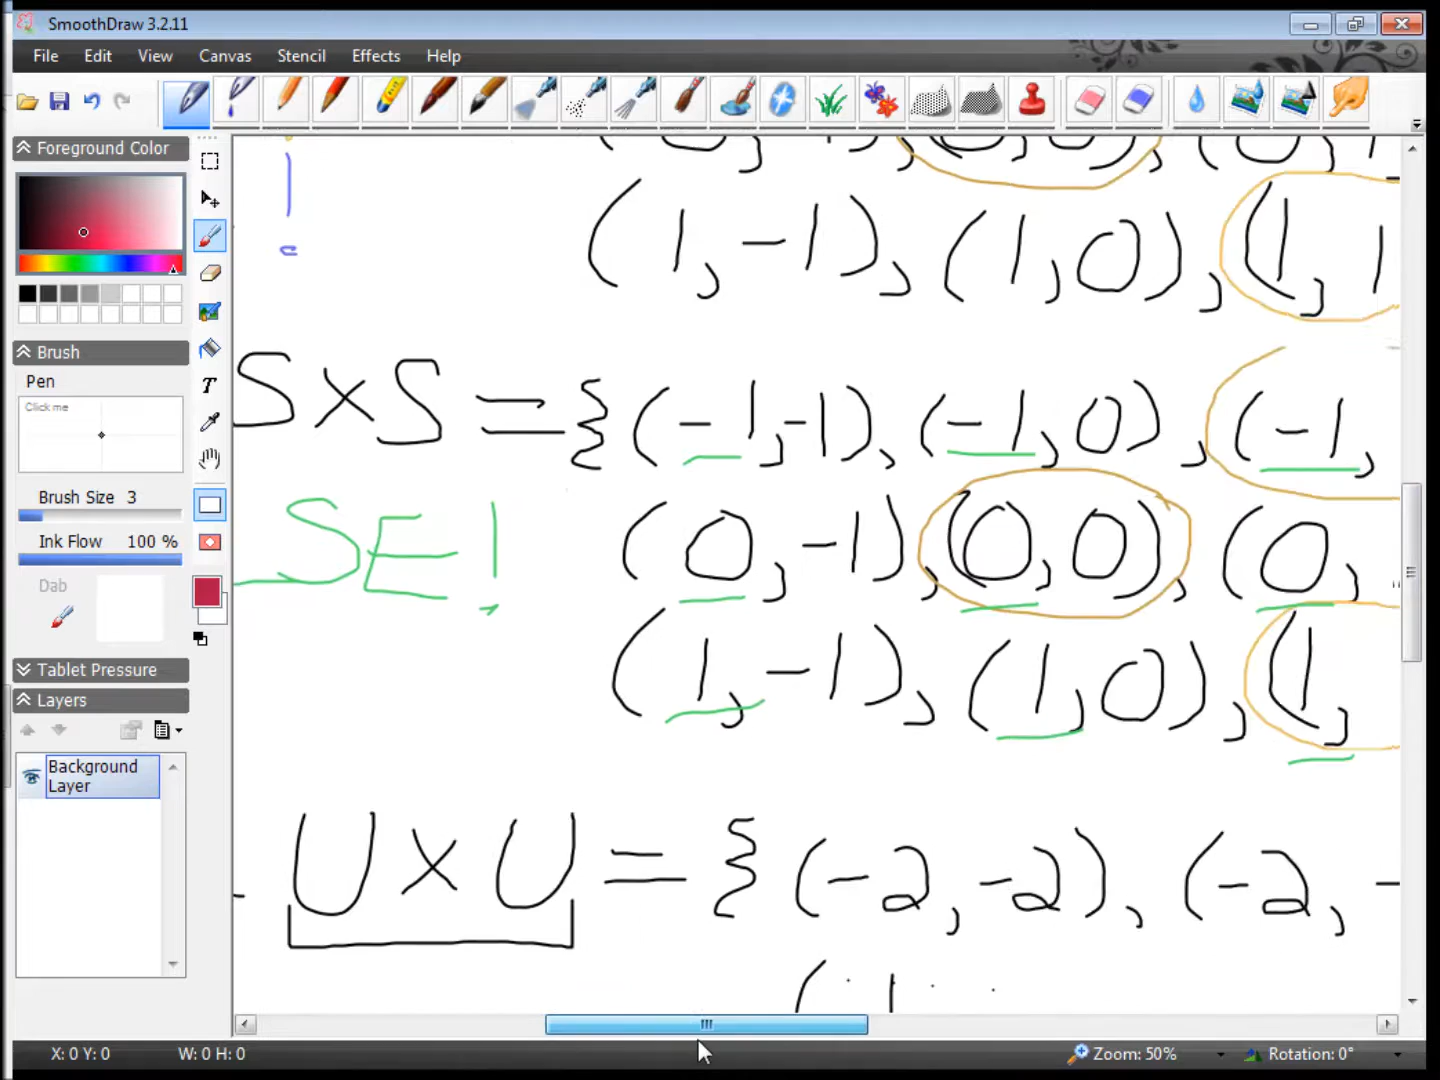 SmoothDraw 3.2.11
File Edit View Canvas Stencil Effects Help
Foreground Color
Brush
Pen
Click me
Brush Size 3
Ink Flow 100 %
Dab
Tablet Pressure
Layers
Background
Layer
(1, -1), (1,0), (1, 1
S×S = {(-1,-1), (-1,0), (-1,
SE!
(0,-1), (0,0), (0,
(1,-1), (1,0), (1,
U×U = { (-2,-2), (-2, -
X: 0 Y: 0 W: 0 H: 0 Zoom: 50% Rotation: 0°